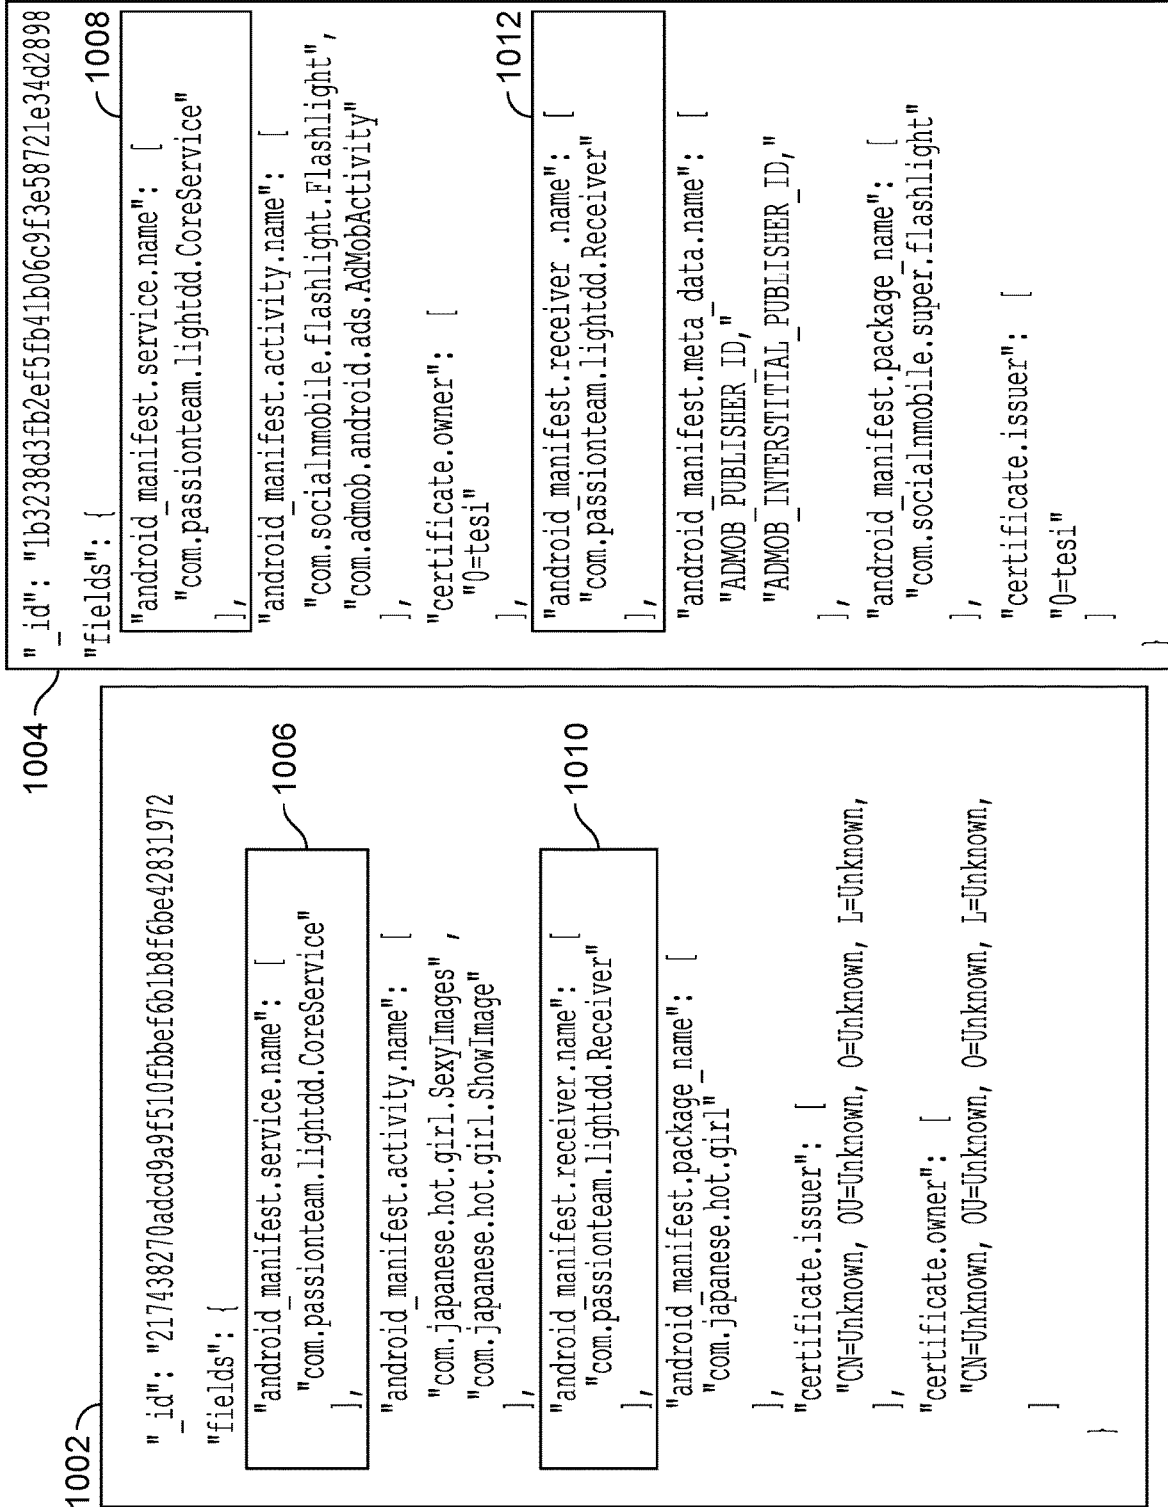 1002
"_id": "217438270adcd9a9f510fbbef6b1b8f6be42831972
"fields": {
1006
"android_manifest.service.name": [
"com.passionteam.lightdd.CoreService"
],
"android_manifest.activity.name": [
"com.japanese.hot.girl.SexyImages" ,
"com.japanese.hot.girl.ShowImage"
],
1010
"android_manifest.receiver.name": [
"com.passionteam.lightdd.Receiver"
],
"android_manifest.package_name": [
"com.japanese.hot.girl"
],
"certificate.issuer": [
"CN=Unknown, OU=Unknown, O=Unknown, L=Unknown,
],
"certificate.owner": [
"CN=Unknown, OU=Unknown, O=Unknown, L=Unknown,
]
}
1004
"_id": "1b3238d3fb2ef5fb41b06c9f3e58721e34d2898
"fields": {
1008
"android_manifest.service.name": [
"com.passionteam.lightdd.CoreService"
],
"android_manifest.activity.name": [
"com.socialnmobile.flashlight.Flashlight",
"com.admob.android.ads.AdMobActivity"
],
"certificate.owner": [
"O=tesi"
],
1012
"android_manifest.receiver .name": [
"com.passionteam.lightdd.Receiver"
],
"android_manifest.meta_data.name": [
"ADMOB_PUBLISHER_ID,"
"ADMOB_INTERSTITIAL_PUBLISHER_ID,"
],
"android_manifest.package_name": [
"com.socialnmobile.super.flashlight"
],
"certificate.issuer": [
"O=tesi"
]
}